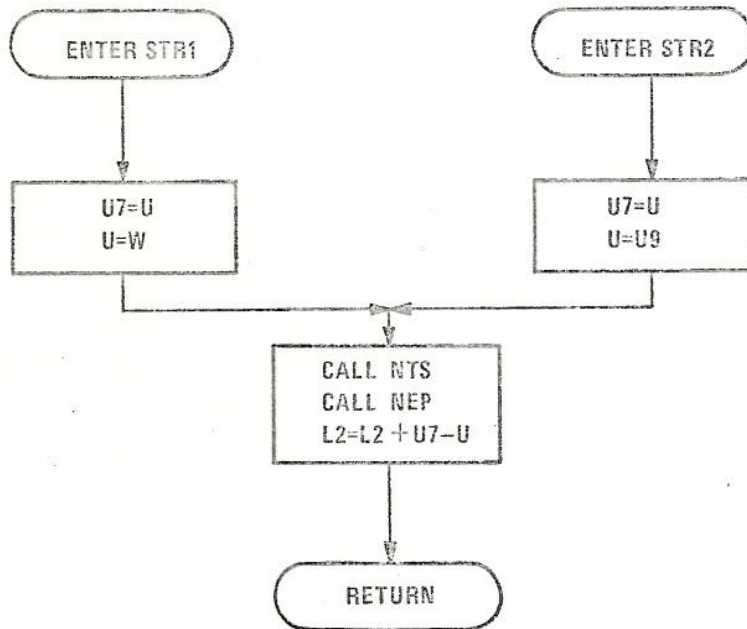 ENTER STR1
ENTER STR2
U7=U
U=W
U7=U
U=U9
CALL NTS
CALL NEP
L2=L2+U7-U
RETURN